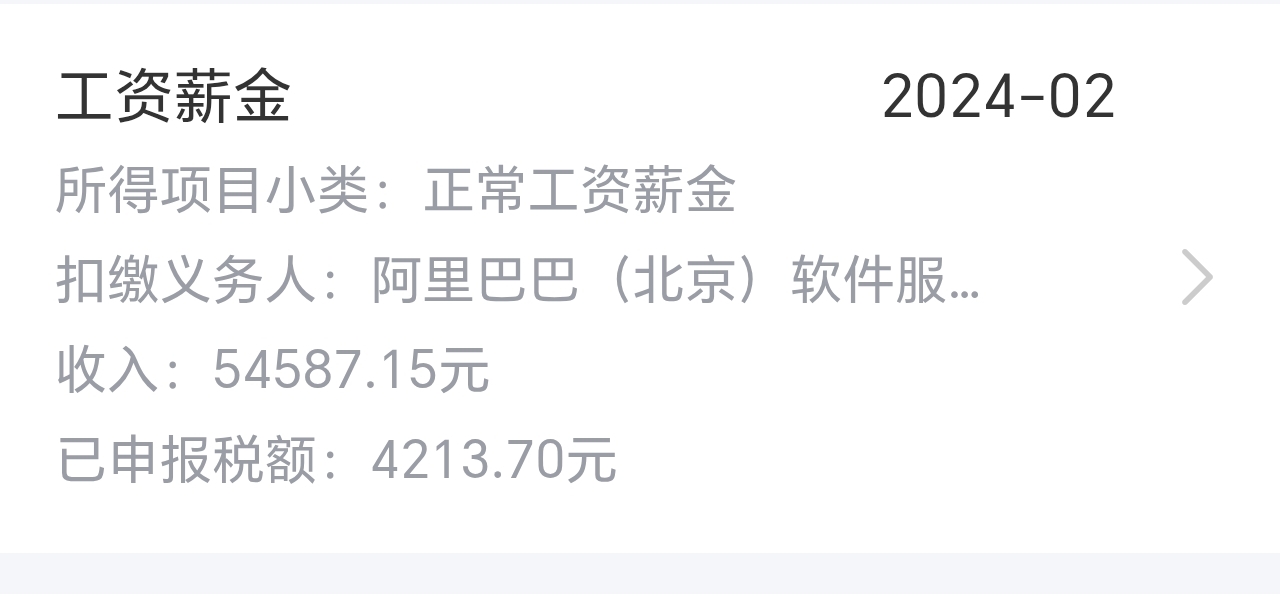 工资薪金 2024-02
所得项目小类：正常工资薪金
扣缴义务人：阿里巴巴（北京）软件服...
收入：54587.15元
已申报税额：4213.70元